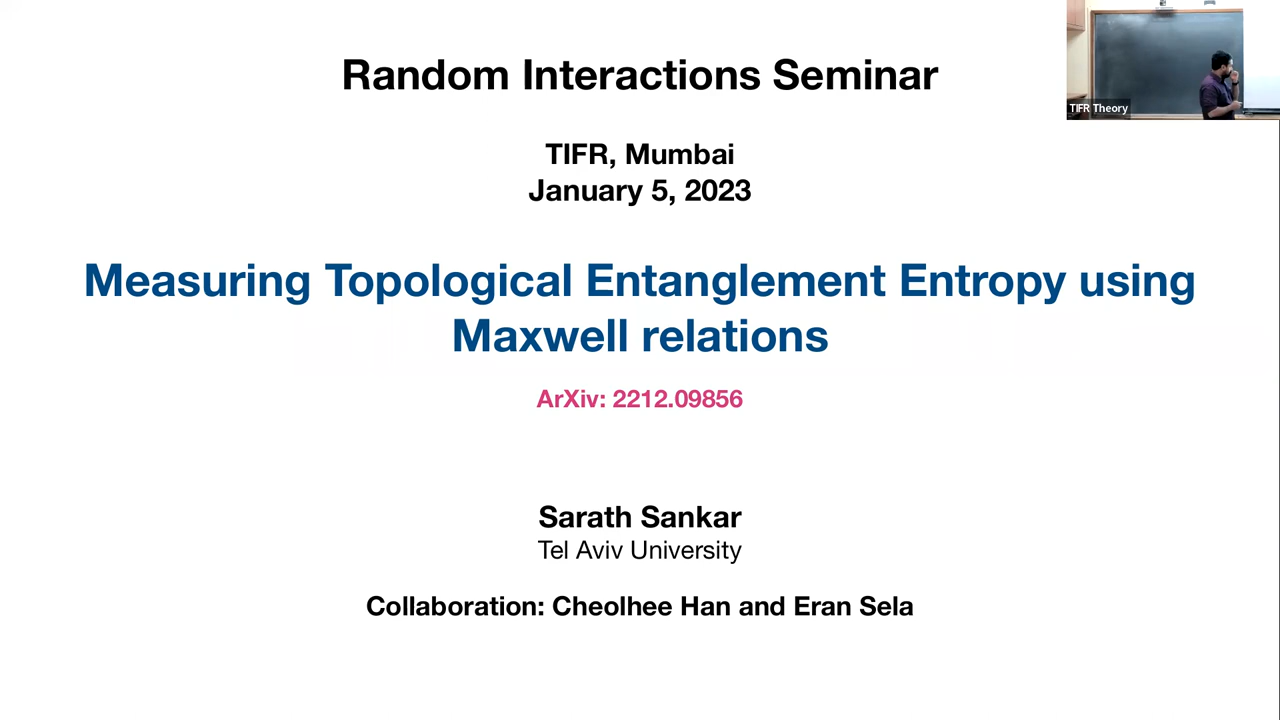 Random Interactions Seminar
TIFR Theory
TIFR, Mumbai
January 5, 2023
Measuring Topological Entanglement Entropy using
Maxwell relations
ArXiv: 2212.09856
Sarath Sankar
Tel Aviv University
Collaboration: Cheolhee Han and Eran Sela